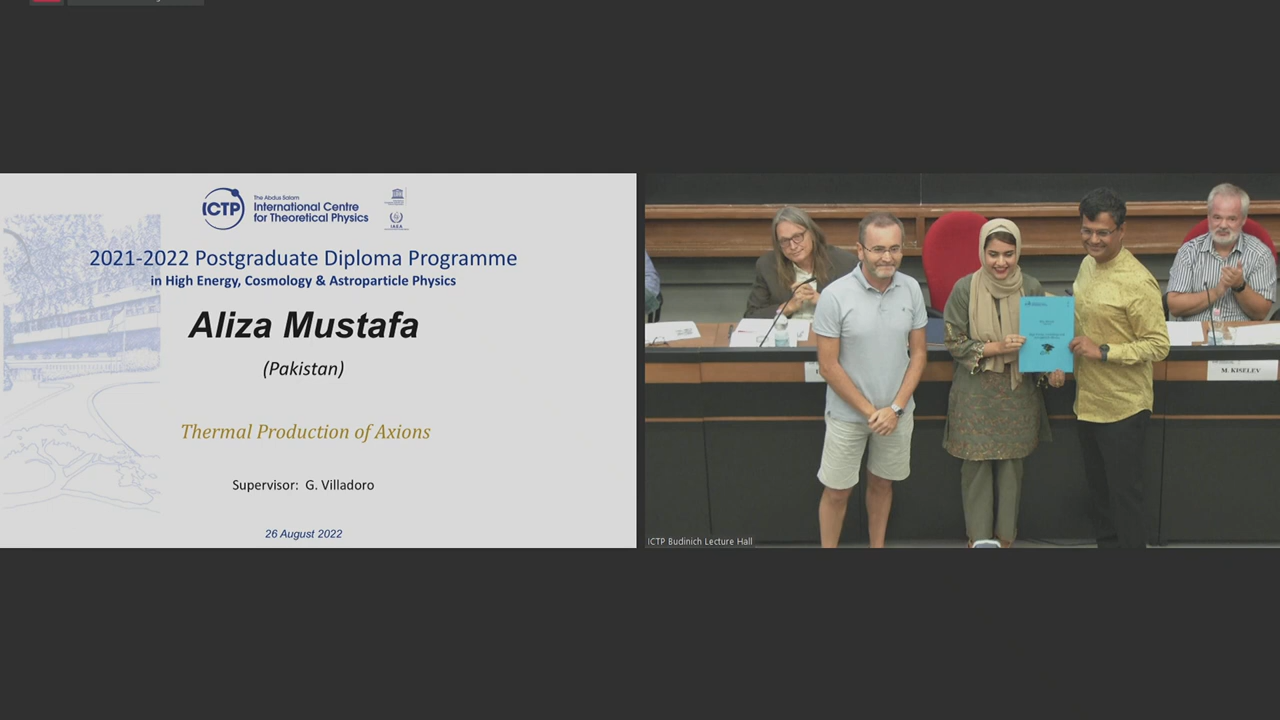 ICTP
The Abdus Salam
International Centre
for Theoretical Physics
IAEA
2021-2022 Postgraduate Diploma Programme
in High Energy, Cosmology & Astroparticle Physics
Aliza Mustafa
(Pakistan)
Thermal Production of Axions
Supervisor: G. Villadoro
26 August 2022
M. KISELEV
ICTP Budinich Lecture Hall